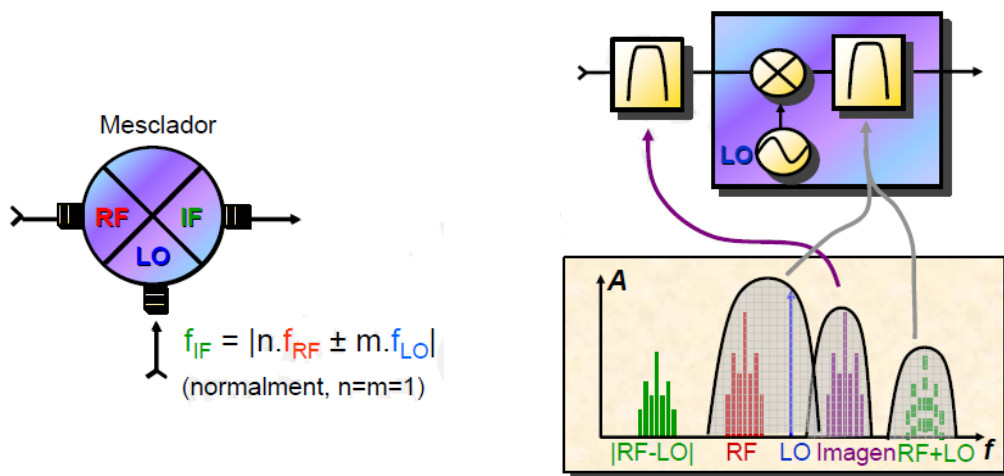 Mesclador
RF IF
LO
f_IF = |n.f_RF ± m.f_LO|
(normalment, n=m=1)
LO
A
|RF-LO| RF LO Imagen RF+LO f